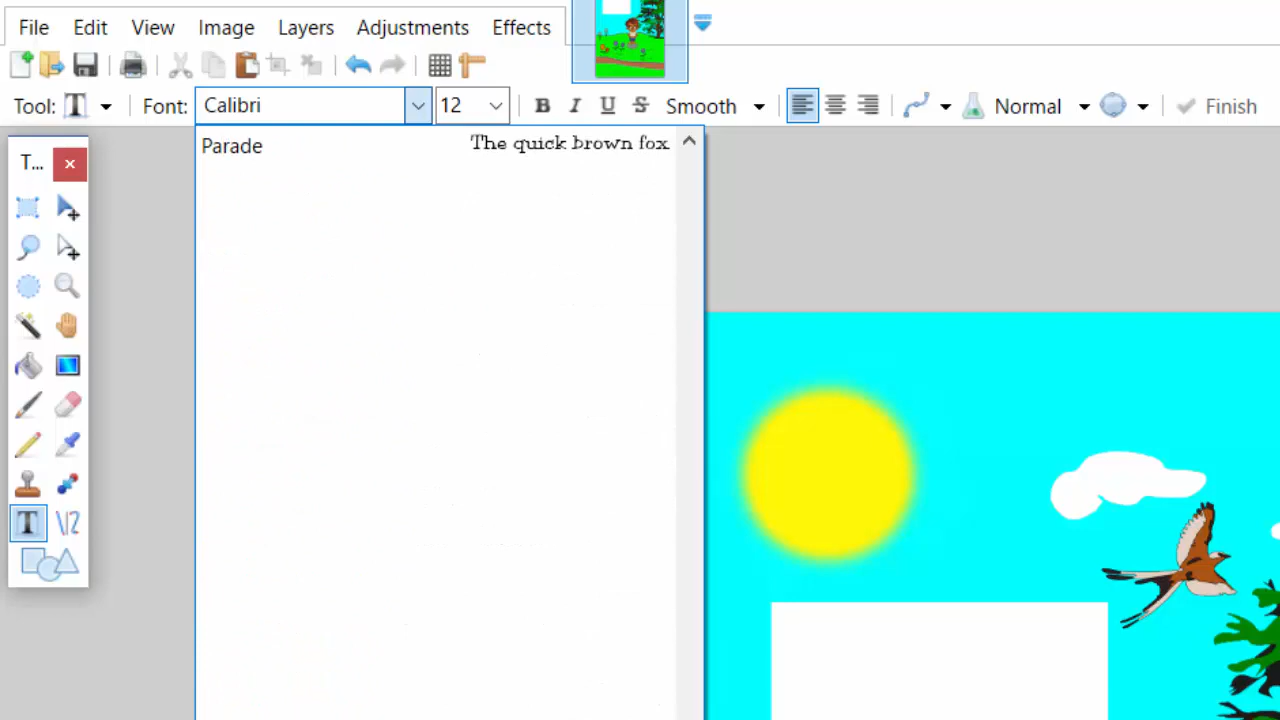 File Edit View Image Layers Adjustments Effects
Tool: T Font: Calibri 12 B I U S Smooth Normal Finish
Parade The quick brown fox
T...
T